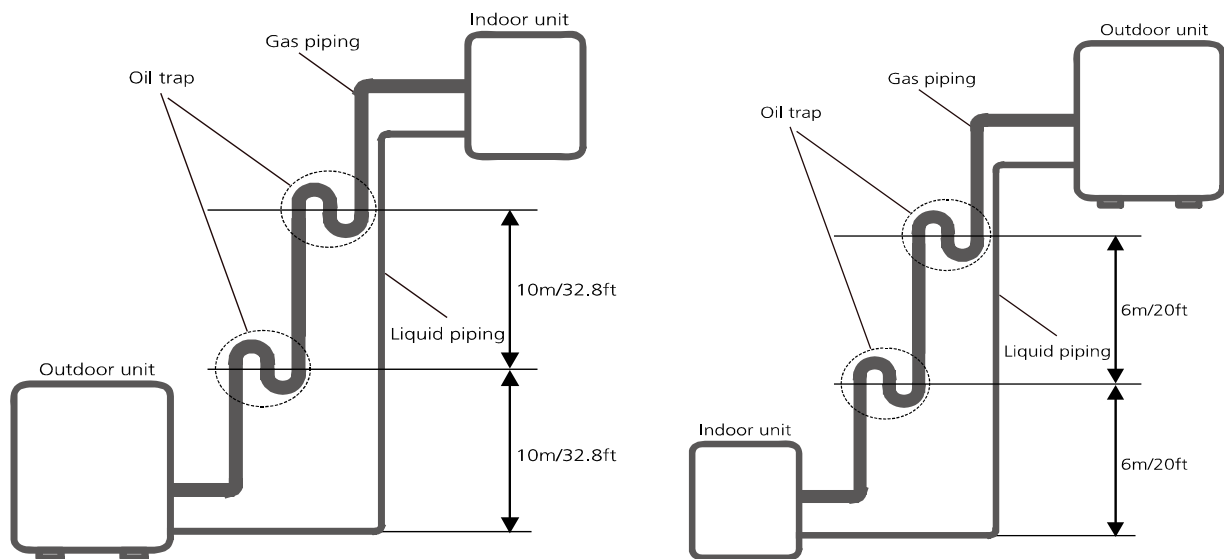 Indoor unit
Gas piping
Oil trap
10m/32.8ft
Liquid piping
Outdoor unit
10m/32.8ft
Outdoor unit
Gas piping
Oil trap
6m/20ft
Liquid piping
Indoor unit
6m/20ft